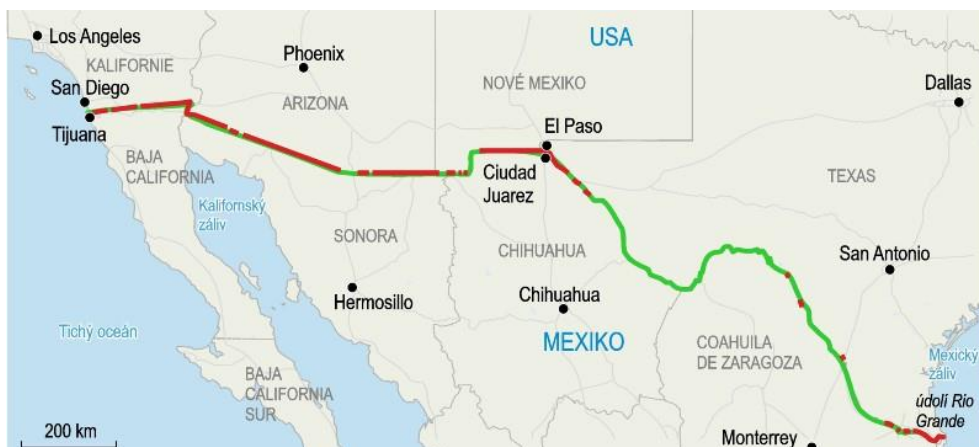 Los Angeles
KALIFORNIE
San Diego
Tijuana
BAJA
CALIFORNIA
Phoenix
ARIZONA
USA
NOVÉ MEXIKO
El Paso
Ciudad
Juarez
Dallas
TEXAS
Kalifornský
záliv
SONORA
CHIHUAHUA
San Antonio
Hermosillo
Chihuahua
Tichý oceán
MEXIKO
COAHUILA
DE ZARAGOZA
Mexický
záliv
BAJA
CALIFORNIA
SUR
údolí Rio
Grande
200 km
Monterrey